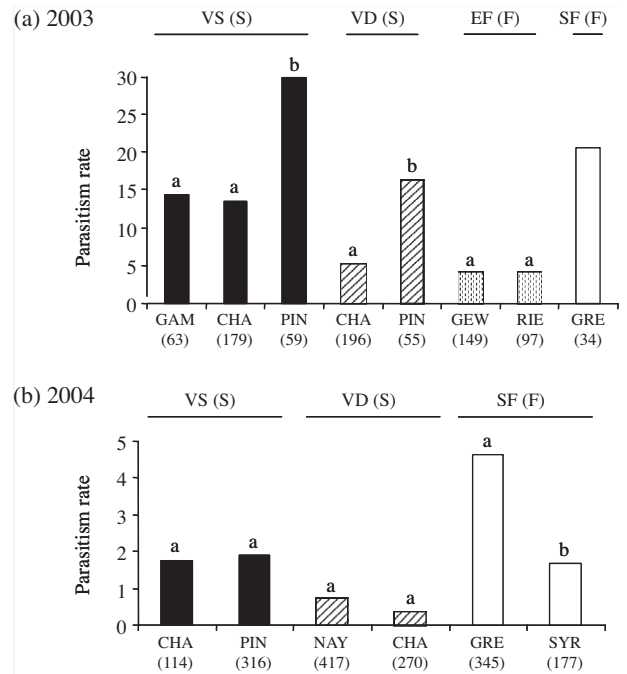 (a) 2003
VS (S) VD (S) EF (F) SF (F)
Parasitism rate
30
25
20
15
10
5
0
a a b a b a a
GAM CHA PIN CHA PIN GEW RIE GRE
(63) (179) (59) (196) (55) (149) (97) (34)
(b) 2004
VS (S) VD (S) SF (F)
Parasitism rate
5
4
3
2
1
0
a a a a a b
CHA PIN NAY CHA GRE SYR
(114) (316) (417) (270) (345) (177)